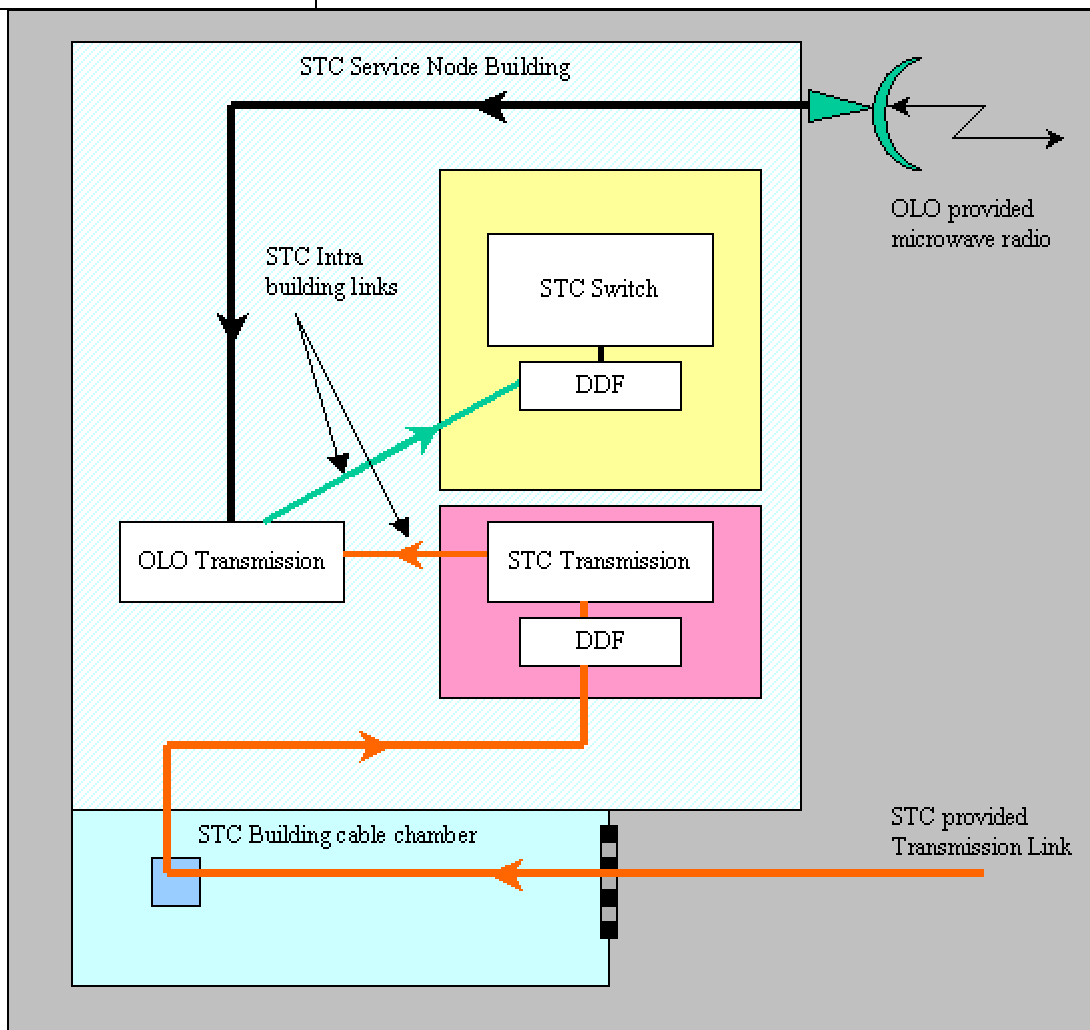 STC Service Node Building
OLO provided
microwave radio
STC Intra
building links
STC Switch
DDF
OLO Transmission
STC Transmission
DDF
STC Building cable chamber
STC provided
Transmission Link